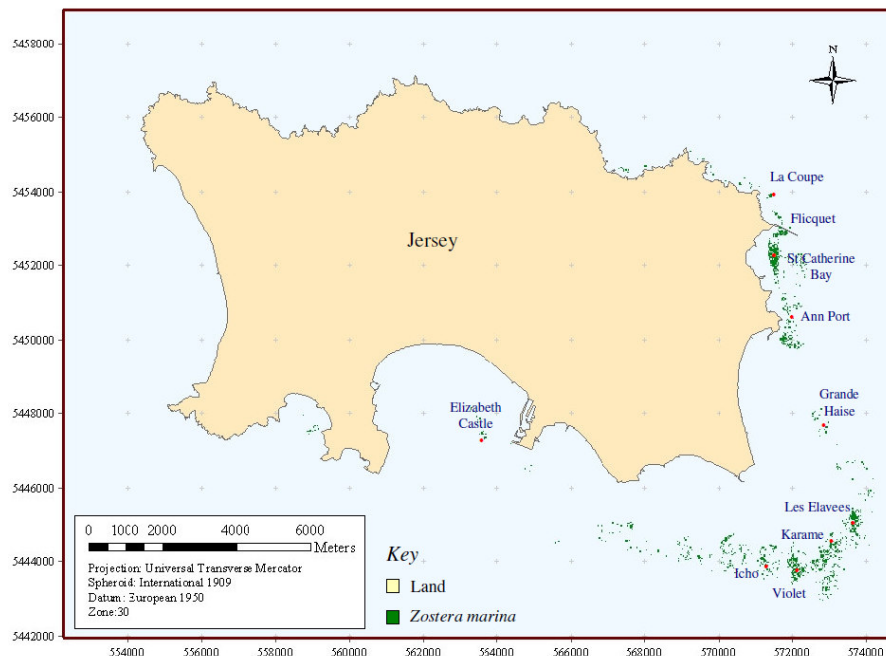 5458000
5456000
5454000
5452000
5450000
5448000
5446000
5444000
5442000
N
La Coupe
Flicquet
Jersey
St Catherine
Bay
Ann Port
Elizabeth
Castle
Grande
Haise
Les Elavees
Karame
Icho
Violet
0 1000 2000 4000 6000
Meters
Projection: Universal Transverse Mercator
Spheroid: International 1909
Datum: European 1950
Zone:30
Key
Land
Zostera marina
554000 556000 558000 560000 562000 564000 566000 568000 570000 572000 574000